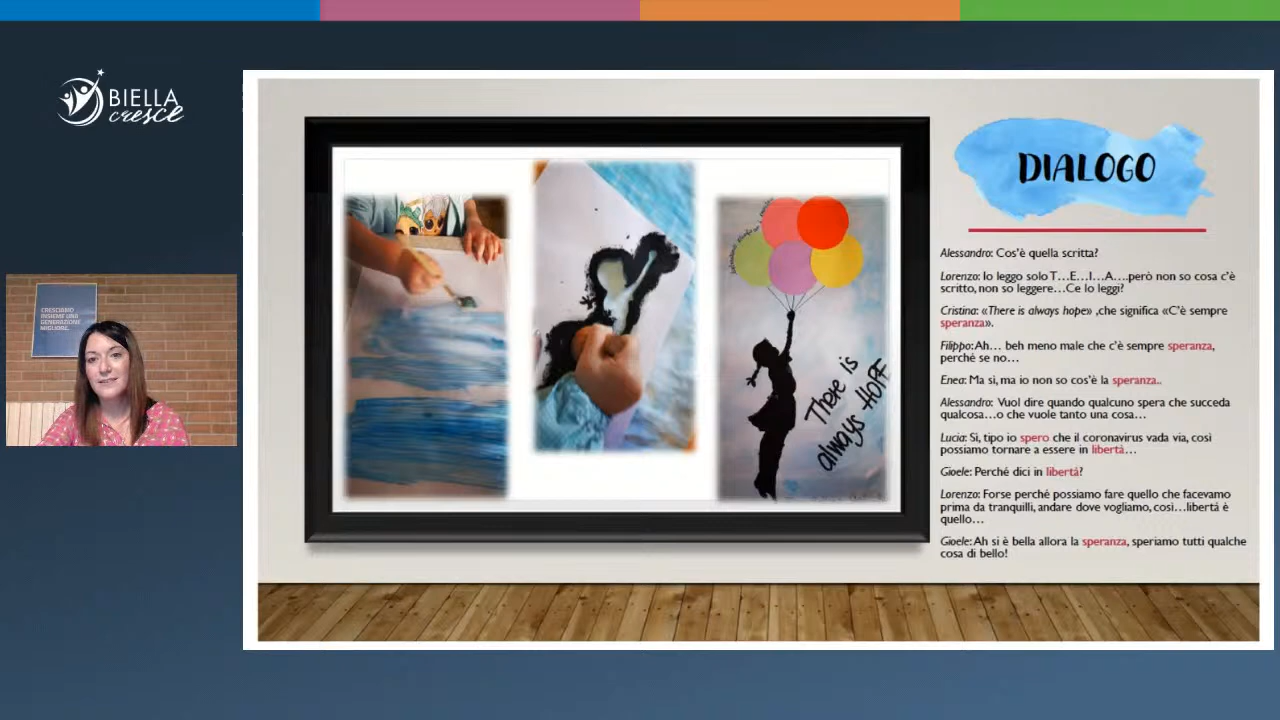 BIELLA
cresce
CRESCIAMO
INSIEME UNA
GENERAZIONE
MIGLIORE.
There is
always HOPE
DIALOGO
Alessandro: Cos'è quella scritta?
Lorenzo: Io leggo solo T…E…I…A….però non so cosa c'è
scritto, non so leggere…Ce lo leggi?
Cristina: «There is always hope» ,che significa «C'è sempre
speranza».
Filippo: Ah… beh meno male che c'è sempre speranza,
perché se no…
Enea: Ma si, ma io non so cos'è la speranza..
Alessandro: Vuol dire quando qualcuno spera che succeda
qualcosa…o che vuole tanto una cosa…
Lucia: Sì, tipo io spero che il coronavirus vada via, così
possiamo tornare a essere in libertà…
Gioele: Perché dici in libertà?
Lorenzo: Forse perché possiamo fare quello che facevamo
prima da tranquilli, andare dove vogliamo, così…libertà è
quello…
Gioele: Ah si è bella allora la speranza, speriamo tutti qualche
cosa di bello!